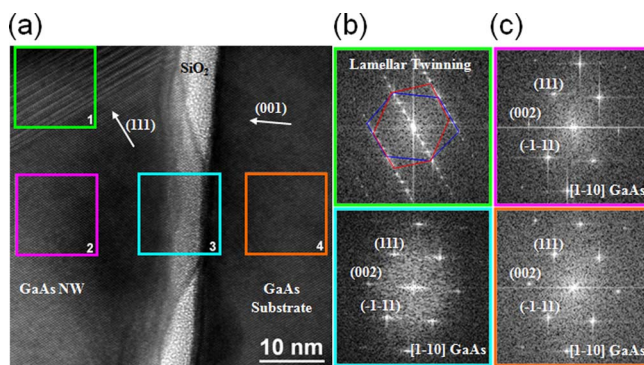 (a)
SiO₂
1
(111)
(001)
2
3
4
GaAs NW
GaAs
Substrate
10 nm
(b)
Lamellar Twinning
(111)
(002)
(-1-11)
[1-10] GaAs
(c)
(111)
(002)
(-1-11)
[1-10] GaAs
(111)
(002)
(-1-11)
[1-10] GaAs